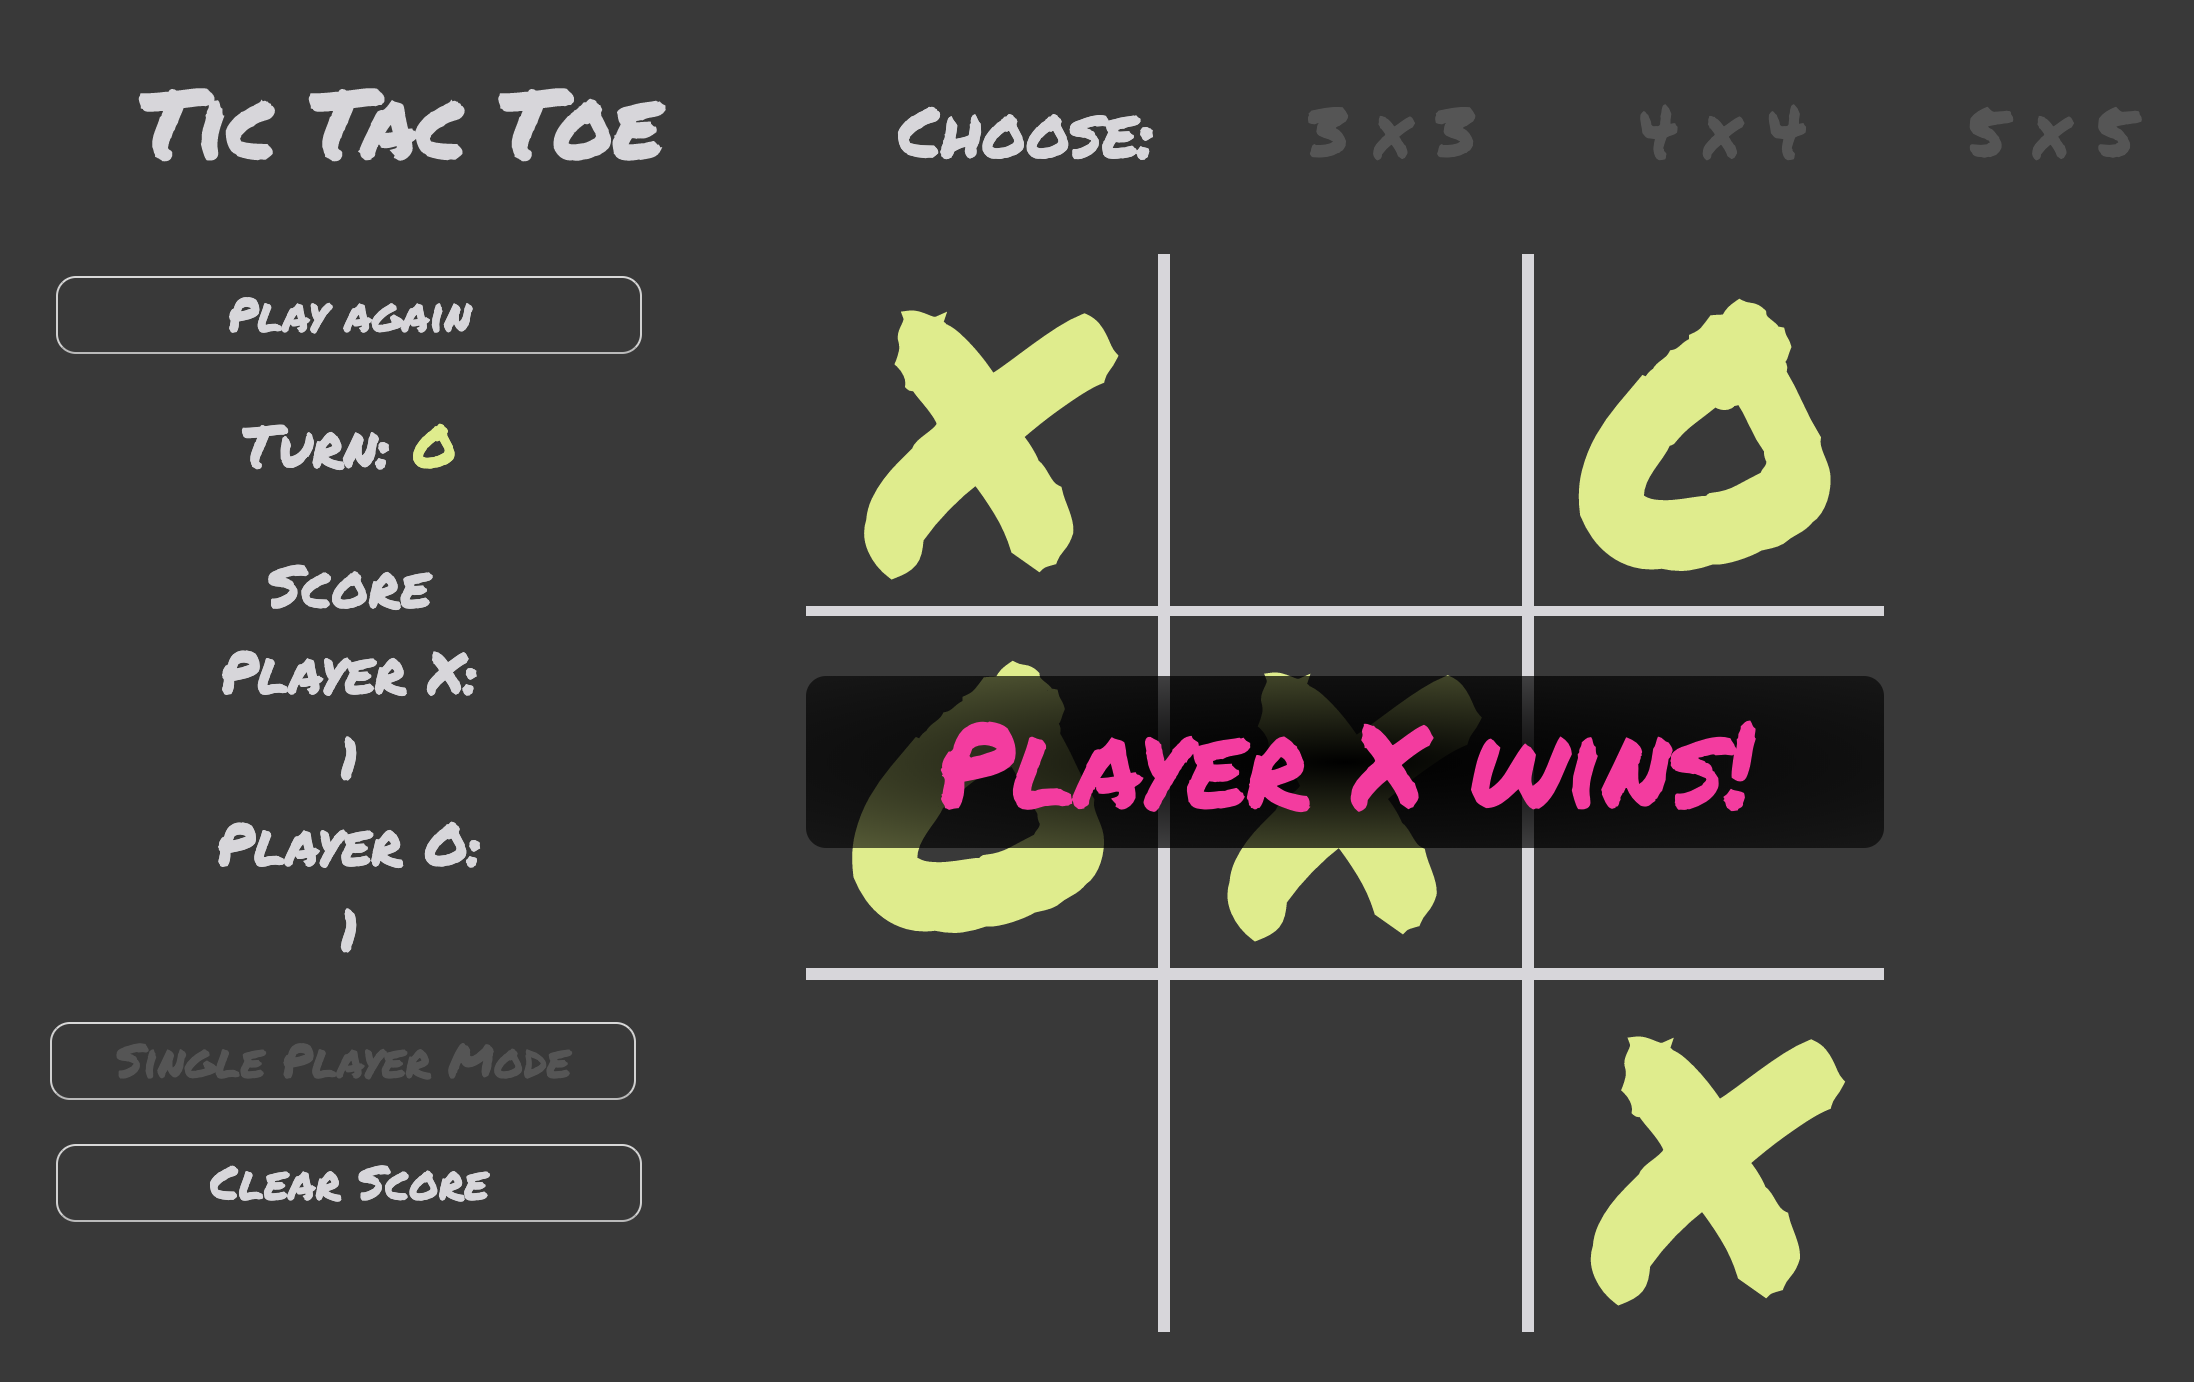 Tic Tac Toe
Choose: 3 x 3 4 x 4 5 x 5
Play again
Turn: O
Score
Player X:
1
Player O:
1
Single Player Mode
Clear Score
X O
O X
X
Player X wins!